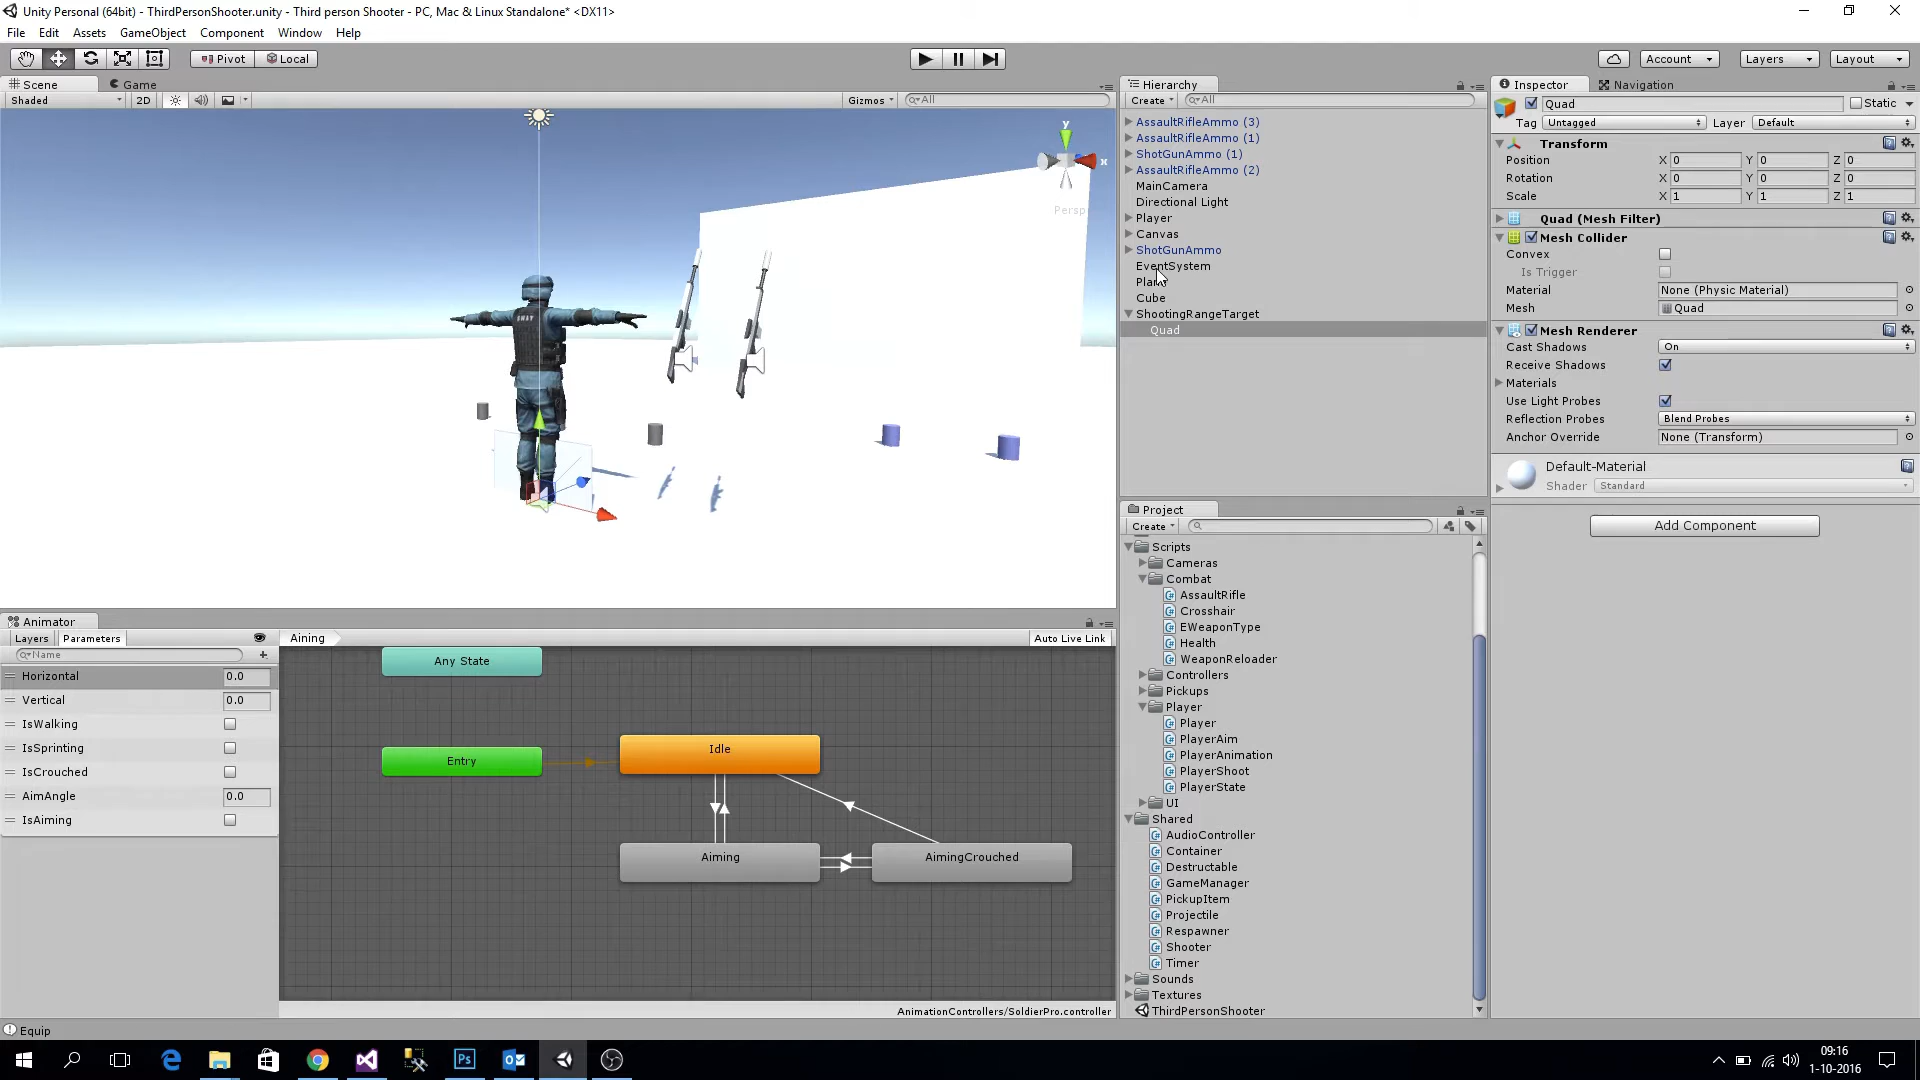 Unity Personal (64bit) - ThirdPersonShooter.unity - Third person Shooter - PC, Mac & Linux Standalone* <DX11>
File Edit Assets GameObject Component Window Help
Pivot Local Account Layers Layout
Scene Game
Shaded 2D Gizmos All
y
x
Persp
SWAT
Hierarchy
Create All
AssaultRifleAmmo (3)
AssaultRifleAmmo (1)
ShotGunAmmo (1)
AssaultRifleAmmo (2)
MainCamera
Directional Light
Player
Canvas
ShotGunAmmo
EventSystem
Cube
ShootingRangeTarget
Quad
Inspector Navigation
Quad Static
Tag Untagged Layer Default
Transform
Position X 0 Y 0 Z 0
Rotation X 0 Y 0 Z 0
Scale X 1 Y 1 Z 1
Quad (Mesh Filter)
Mesh Collider
Convex
Is Trigger
Material None (Physic Material)
Mesh Quad
Mesh Renderer
Cast Shadows On
Receive Shadows
Materials
Use Light Probes
Reflection Probes Blend Probes
Anchor Override None (Transform)
Default-Material
Shader Standard
Add Component
Project
Create
Scripts
Cameras
Combat
AssaultRifle
Crosshair
EWeaponType
Health
WeaponReloader
Controllers
Pickups
Player
Player
PlayerAim
PlayerAnimation
PlayerShoot
PlayerState
UI
Shared
AudioController
Container
Destructable
GameManager
PickupItem
Projectile
Respawner
Shooter
Timer
Sounds
Textures
ThirdPersonShooter
Animator
Layers Parameters Aining Auto Live Link
Name
Horizontal 0.0
Vertical 0.0
IsWalking
IsSprinting
IsCrouched
AimAngle 0.0
IsAiming
Any State
Entry
Idle
Aiming
AimingCrouched
AnimationControllers/SoldierPro.controller
Equip
Ps
09:16
1-10-2016